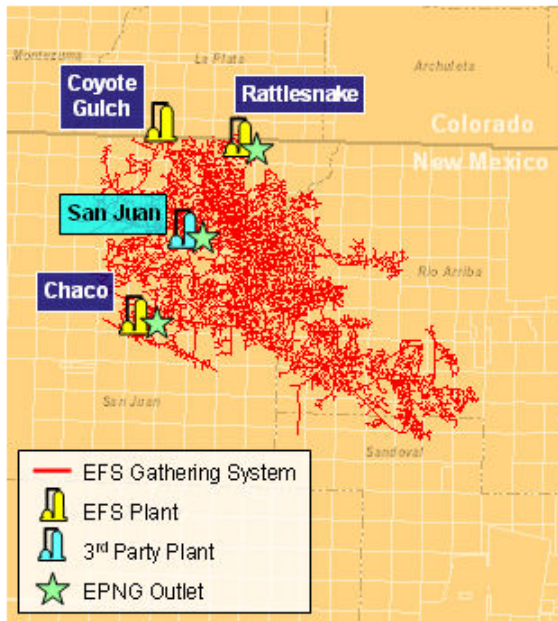 Montezuma
La Plata
Archuleta
Coyote
Gulch
Rattlesnake
Colorado
New Mexico
San Juan
Rio Arriba
Chaco
San Juan
Sandoval
EFS Gathering System
EFS Plant
3rd Party Plant
EPNG Outlet